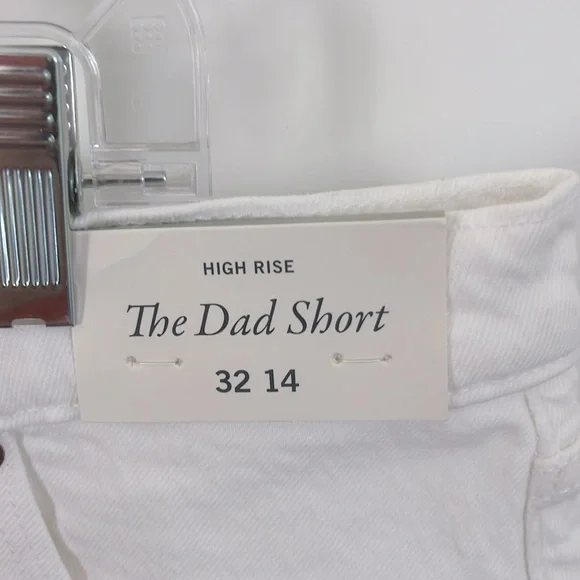 HIGH RISE
The Dad Short
32 14